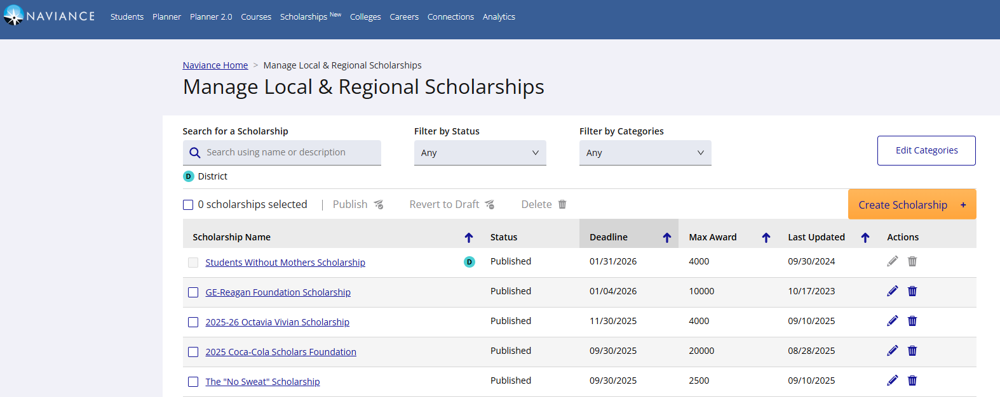 NAVIANCE Students Planner Planner 2.0 Courses Scholarships New Colleges Careers Connections Analytics
Naviance Home > Manage Local & Regional Scholarships
Manage Local & Regional Scholarships
Search for a Scholarship Filter by Status Filter by Categories
Search using name or description Any Any Edit Categories
D District
0 scholarships selected | Publish Revert to Draft Delete Create Scholarship +
Scholarship Name Status Deadline Max Award Last Updated Actions
Students Without Mothers Scholarship D Published 01/31/2026 4000 09/30/2024
GE-Reagan Foundation Scholarship Published 01/04/2026 10000 10/17/2023
2025-26 Octavia Vivian Scholarship Published 11/30/2025 4000 09/10/2025
2025 Coca-Cola Scholars Foundation Published 09/30/2025 20000 08/28/2025
The "No Sweat" Scholarship Published 09/30/2025 2500 09/10/2025